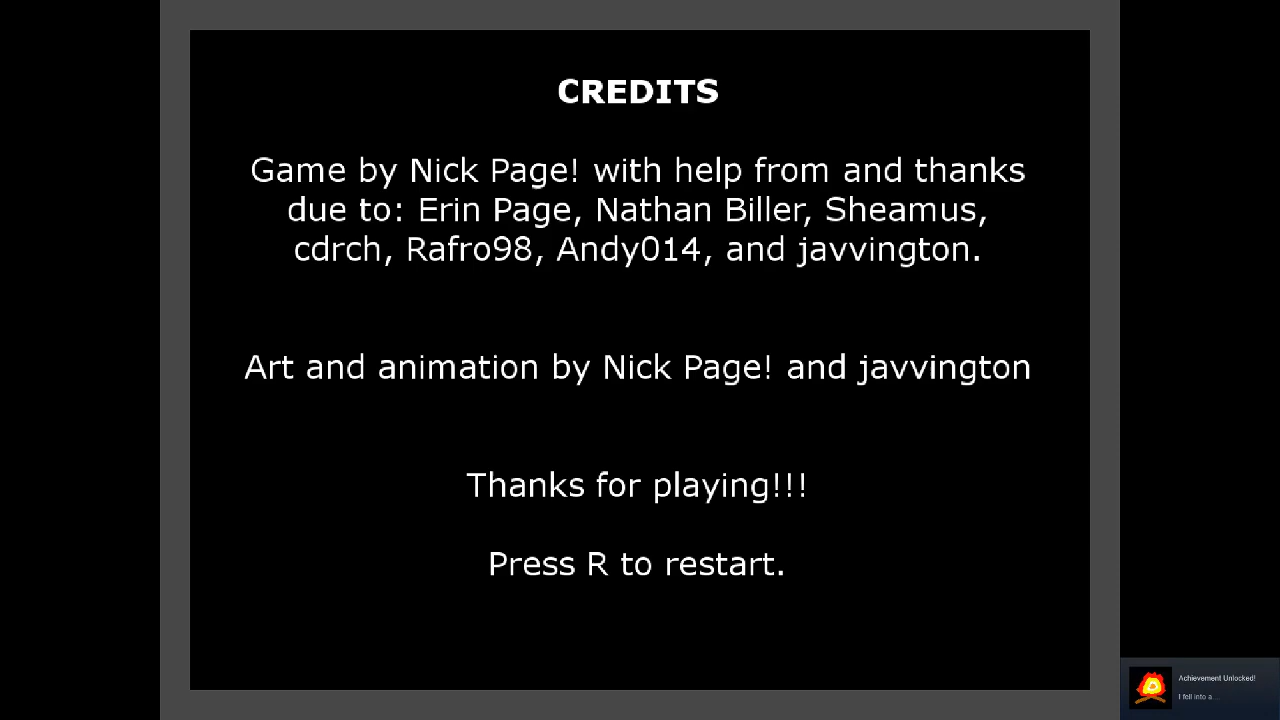 CREDITS
Game by Nick Page! with help from and thanks
due to: Erin Page, Nathan Biller, Sheamus,
cdrch, Rafro98, Andy014, and javvington.
Art and animation by Nick Page! and javvington
Thanks for playing!!!
Press R to restart.
Achievement Unlocked!
I fell into a ...